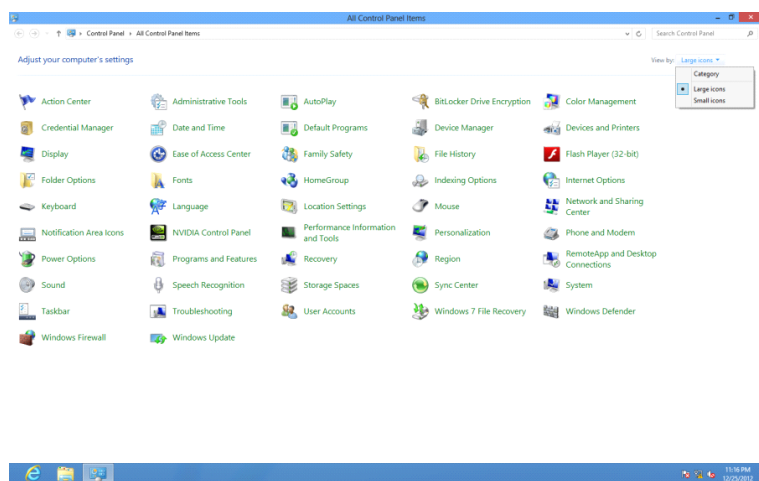 All Control Panel Items
Control Panel All Control Panel Items Search Control Panel
Adjust your computer's settings View by: Large icons
Category
Large icons
Small icons
Action Center Administrative Tools AutoPlay BitLocker Drive Encryption Color Management
Credential Manager Date and Time Default Programs Device Manager Devices and Printers
Display Ease of Access Center Family Safety File History Flash Player (32-bit)
Folder Options Fonts HomeGroup Indexing Options Internet Options
Keyboard Language Location Settings Mouse Network and Sharing
Center
Notification Area Icons NVIDIA Control Panel Performance Information
and Tools Personalization Phone and Modem
Power Options Programs and Features Recovery Region RemoteApp and Desktop
Connections
Sound Speech Recognition Storage Spaces Sync Center System
Taskbar Troubleshooting User Accounts Windows 7 File Recovery Windows Defender
Windows Firewall Windows Update
11:16 PM
12/25/2012